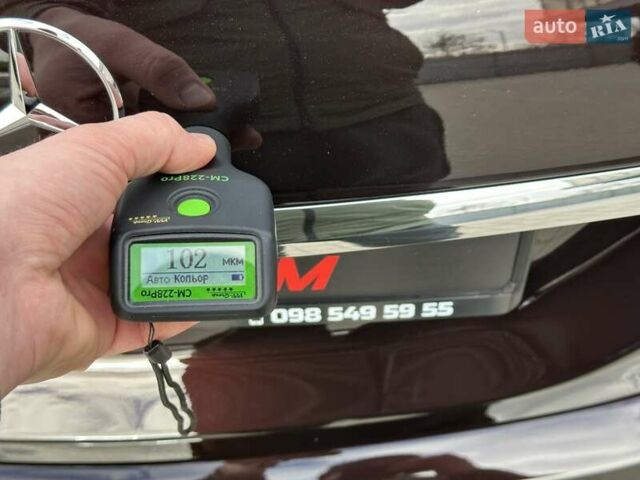 auto RIA
CM-228Pro
102 мкм
Авто Кольор
CM-228Pro
M
098 549 59 55